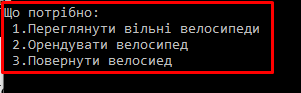 Що потрібно:
1.Переглянути вільні велосипеди
2.Орендувати велосипед
3.Повернути велосиед